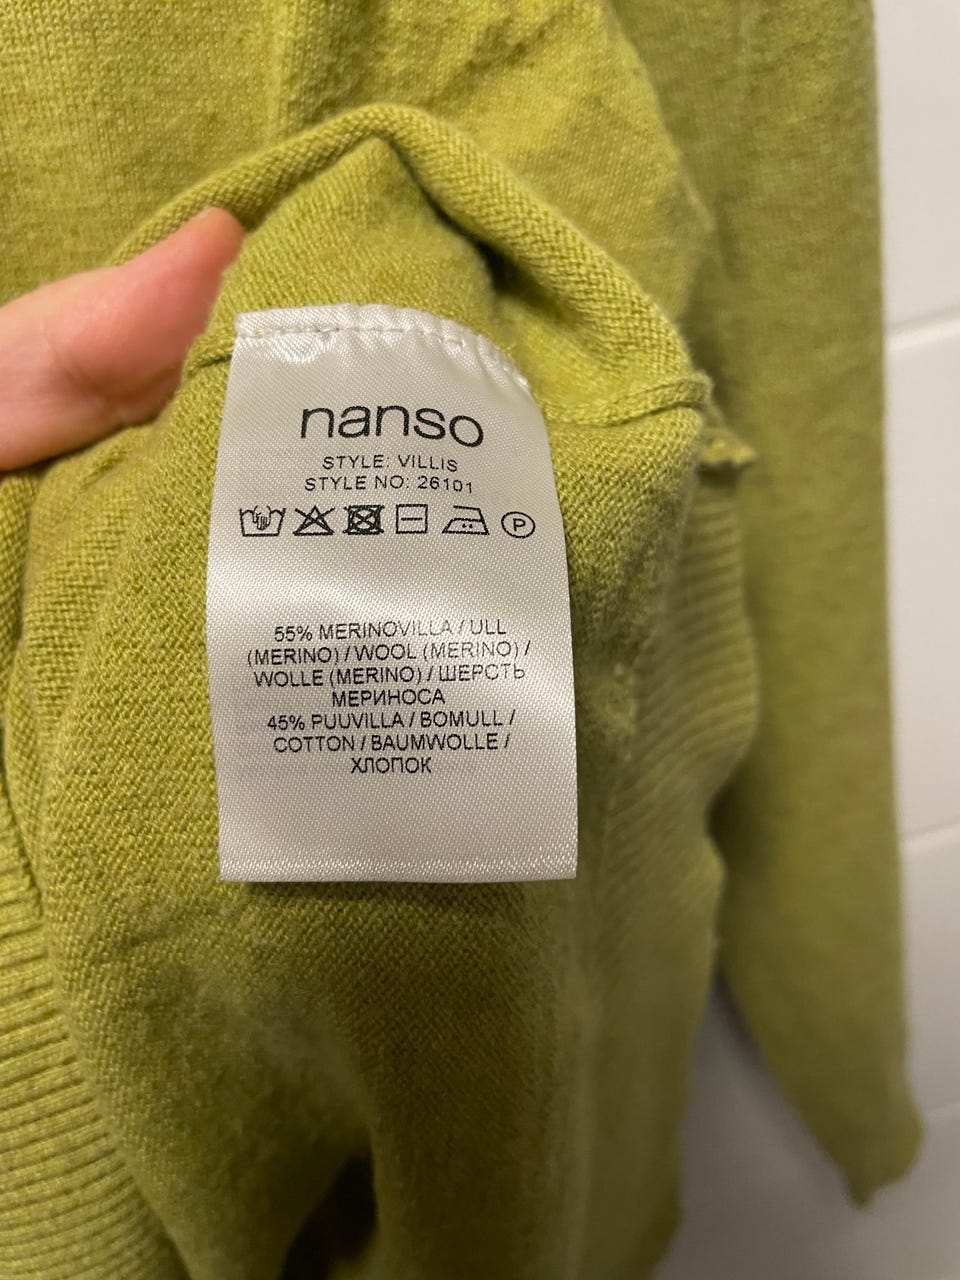 nanso
STYLE: VILLIS
STYLE NO: 26101
P
55% MERINOVILLA / ULL
(MERINO) / WOOL (MERINO) /
WOLLE (MERINO) / ШЕРСТЬ
МЕРИНОСА
45% PUUVILLA / BOMULL /
COTTON / BAUMWOLLE /
ХЛОПОК